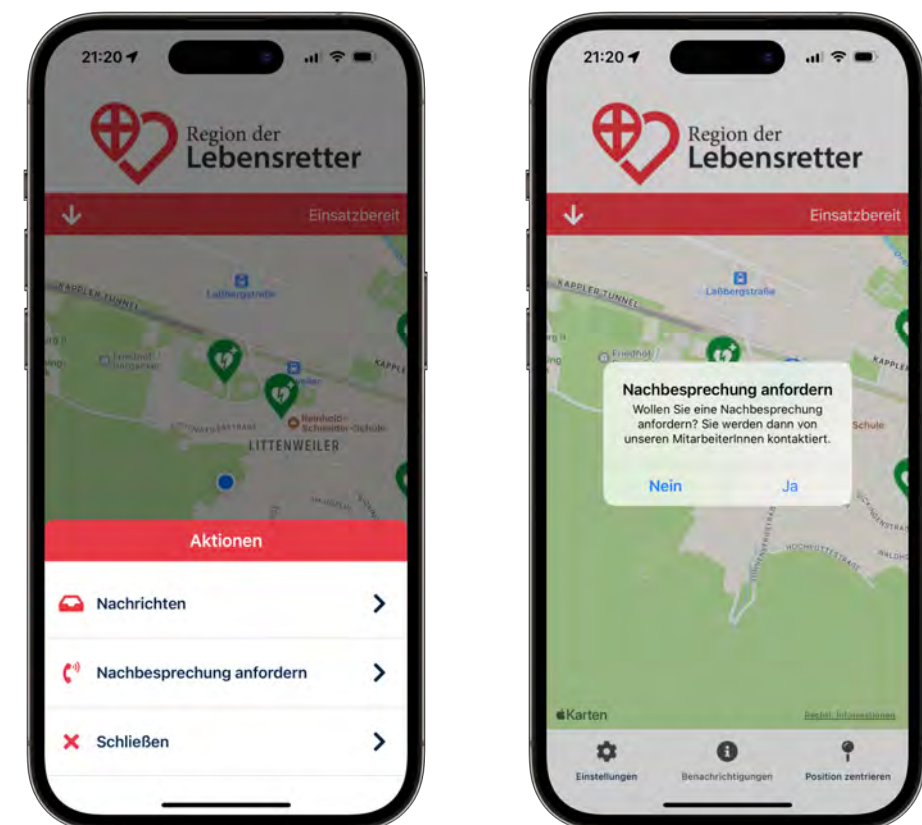 21:20
Region der
Lebensretter
Einsatzbereit
KAPPLER TUNNEL
Laßbergstraße
Friedhof /
KAPPLE
Reinhold-
Schneider-Schule
LITTENWEILER
Aktionen
Nachrichten
Nachbesprechung anfordern
Schließen
21:20
Region der
Lebensretter
Einsatzbereit
KAPPLER TUNNEL
Laßbergstraße
Friedhof /
KAPPLE
Nachbesprechung anfordern
Wollen Sie eine Nachbesprechung
anfordern? Sie werden dann von
unseren MitarbeiterInnen kontaktiert.
Schule
Nein
Ja
Karten
Rechtl. Informationen
Einstellungen
Benachrichtigungen
Position zentrieren